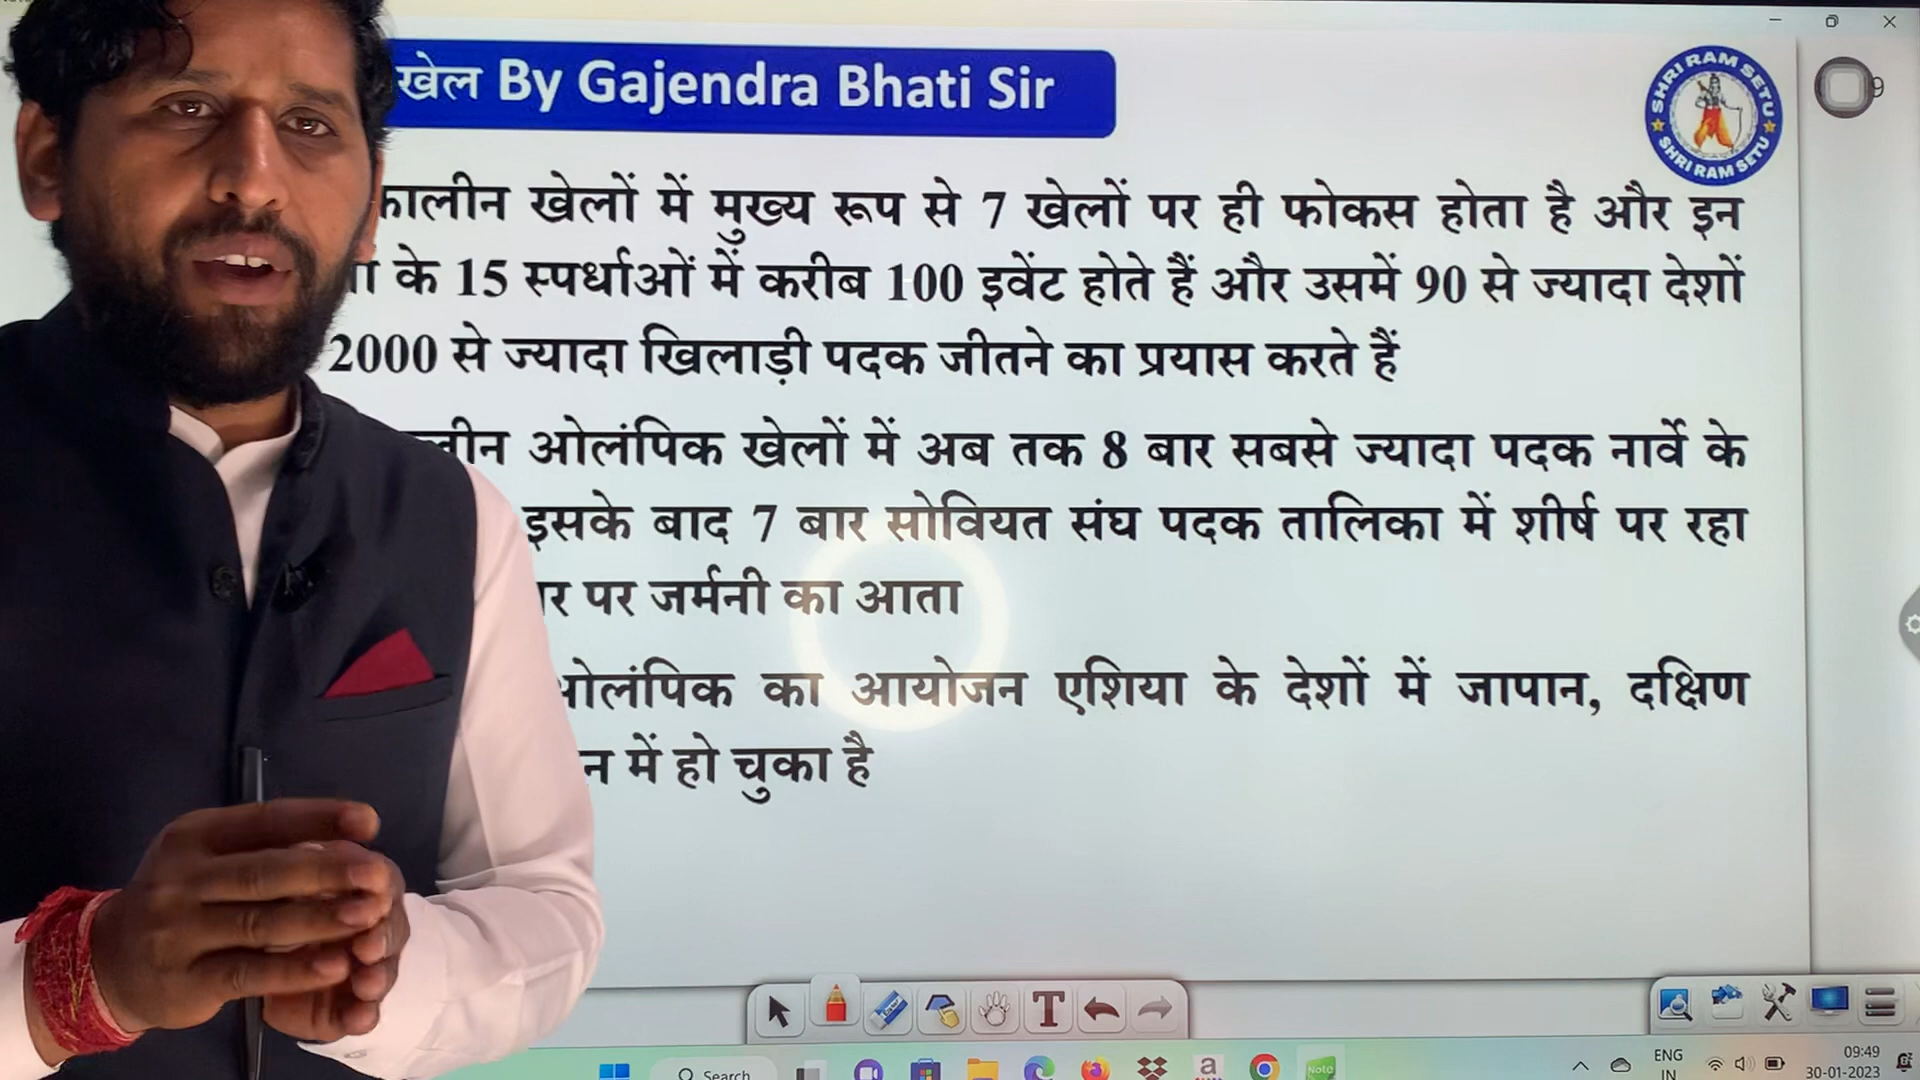 खेल By Gajendra Bhati Sir
SHRI RAM SETU
SHRI RAM SETU
9
खेलों में मुख्य रूप से 7 खेलों पर ही फोकस होता है और इन
के 15 स्पर्धाओं में करीब 100 इवेंट होते हैं और उसमें 90 से ज्यादा देशों
2000 से ज्यादा खिलाड़ी पदक जीतने का प्रयास करते हैं
ओलंपिक खेलों में अब तक 8 बार सबसे ज्यादा पदक नार्वे के
इसके बाद 7 बार सोवियत संघ पदक तालिका में शीर्ष पर रहा
पर जर्मनी का आता
का आयोजन एशिया के देशों में जापान, दक्षिण
में हो चुका है
T
Search
a
Note
ENG
IN
09:49
30-01-2023